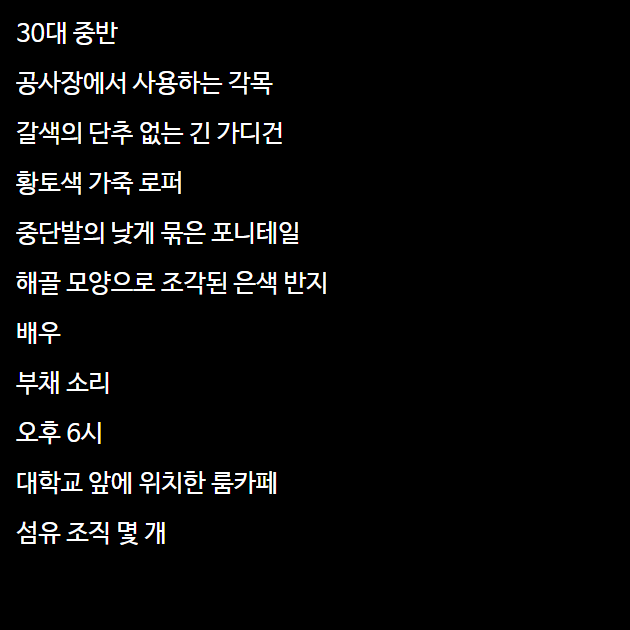 30대 중반
공사장에서 사용하는 각목
갈색의 단추 없는 긴 가디건
황토색 가죽 로퍼
중단발의 낮게 묶은 포니테일
해골 모양으로 조각된 은색 반지
배우
부채 소리
오후 6시
대학교 앞에 위치한 룸카페
섬유 조직 몇 개